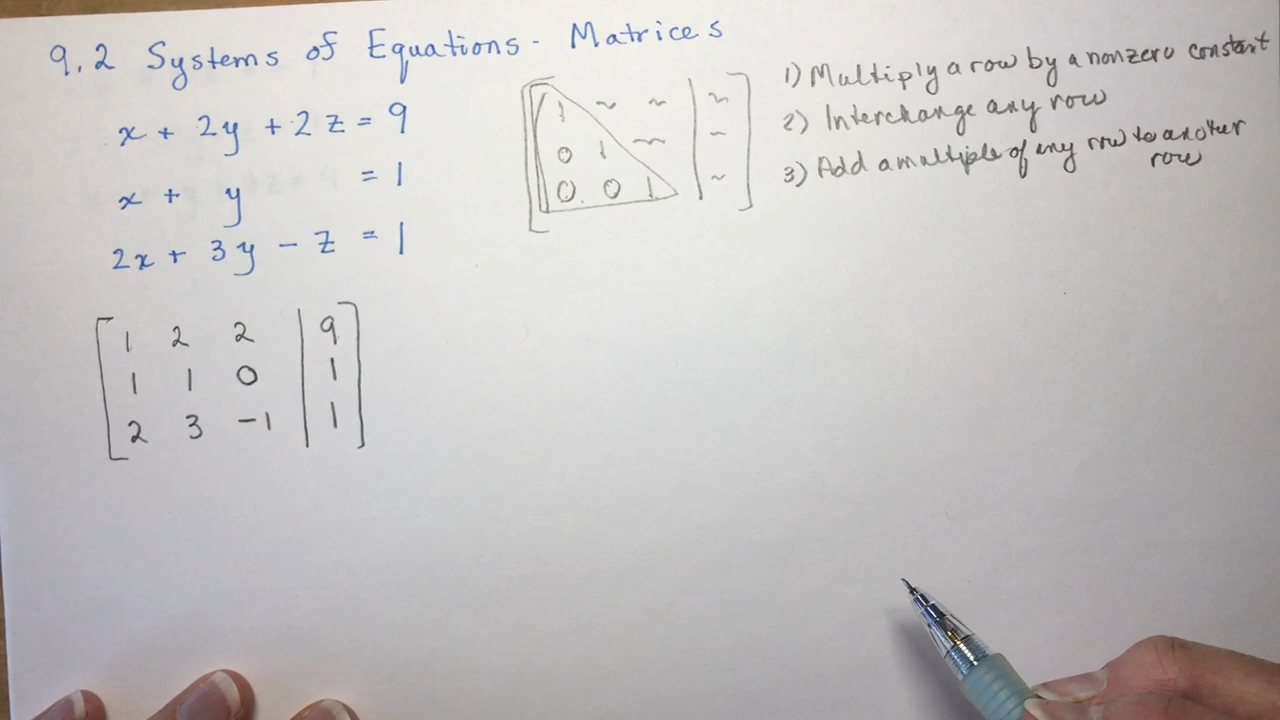 9.2 Systems of Equations - Matrices
x + 2y + 2z = 9
x + y = 1
2x + 3y - z = 1
[ 1 ~ ~ | ~ ]
[ 0 1 ~ | ~ ]
[ 0 0 1 | ~ ]
1) Multiply a row by a nonzero constant
2) Interchange any row
3) Add a multiple of any row to another
row
[ 1 2 2 | 9 ]
[ 1 1 0 | 1 ]
[ 2 3 -1 | 1 ]